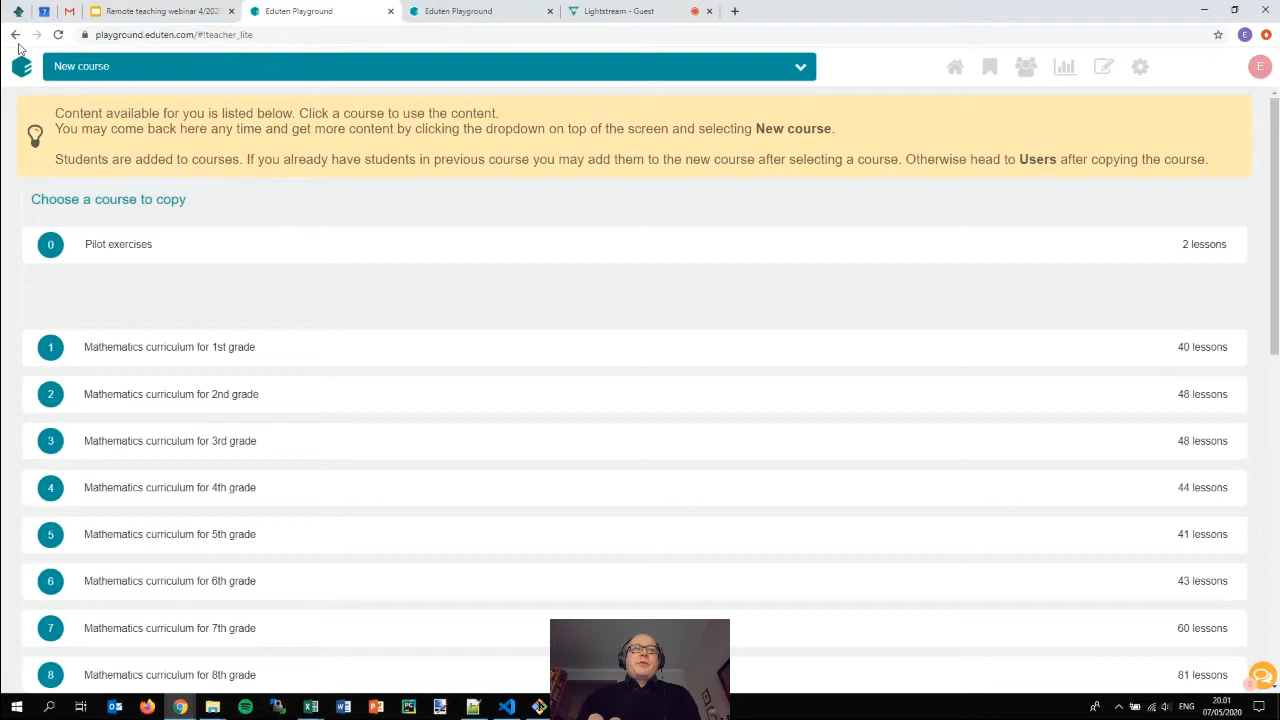 7
Remote teaching webinar 4/202
Eduten Playground
Eduten Playground
Lightstream - Guest
playground.eduten.com/#!teacher_lite
E
New course
E
Content available for you is listed below. Click a course to use the content.
You may come back here any time and get more content by clicking the dropdown on top of the screen and selecting New course.
Students are added to courses. If you already have students in previous course you may add them to the new course after selecting a course. Otherwise head to Users after copying the course.
Choose a course to copy
0 Pilot exercises 2 lessons
1 Mathematics curriculum for 1st grade 40 lessons
2 Mathematics curriculum for 2nd grade 48 lessons
3 Mathematics curriculum for 3rd grade 48 lessons
4 Mathematics curriculum for 4th grade 44 lessons
5 Mathematics curriculum for 5th grade 41 lessons
6 Mathematics curriculum for 6th grade 43 lessons
7 Mathematics curriculum for 7th grade 60 lessons
8 Mathematics curriculum for 8th grade 81 lessons
0
PC
ENG
20.01
07/05/2020